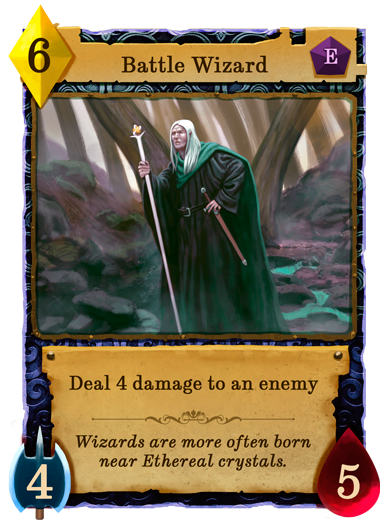 6
Battle Wizard
E
Deal 4 damage to an enemy
Wizards are more often born
near Ethereal crystals.
4
5